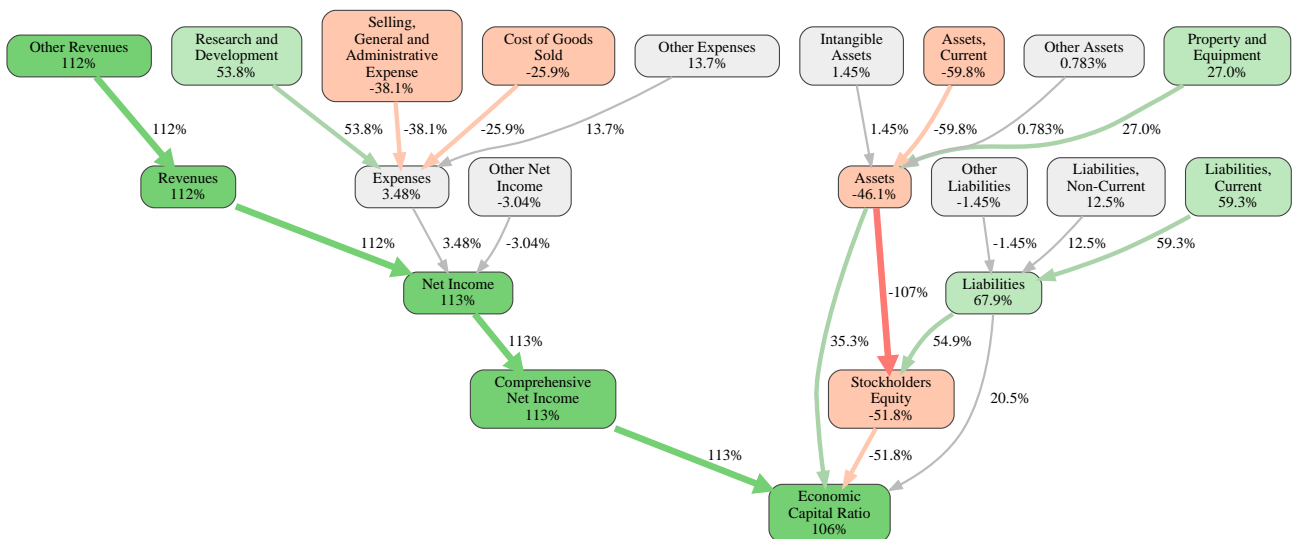 Other Revenues
112%
Research and
Development
53.8%
Selling,
General and
Administrative
Expense
-38.1%
Cost of Goods
Sold
-25.9%
Other Expenses
13.7%
Intangible
Assets
1.45%
Assets,
Current
-59.8%
Other Assets
0.783%
Property and
Equipment
27.0%
112%
53.8%
-38.1%
-25.9%
13.7%
1.45%
-59.8%
0.783%
27.0%
Revenues
112%
Expenses
3.48%
Other Net
Income
-3.04%
Assets
-46.1%
Other
Liabilities
-1.45%
Liabilities,
Non-Current
12.5%
Liabilities,
Current
59.3%
112%
3.48%
-3.04%
-1.45%
12.5%
59.3%
Net Income
113%
-107%
Liabilities
67.9%
113%
35.3%
54.9%
Comprehensive
Net Income
113%
Stockholders
Equity
-51.8%
20.5%
113%
-51.8%
Economic
Capital Ratio
106%